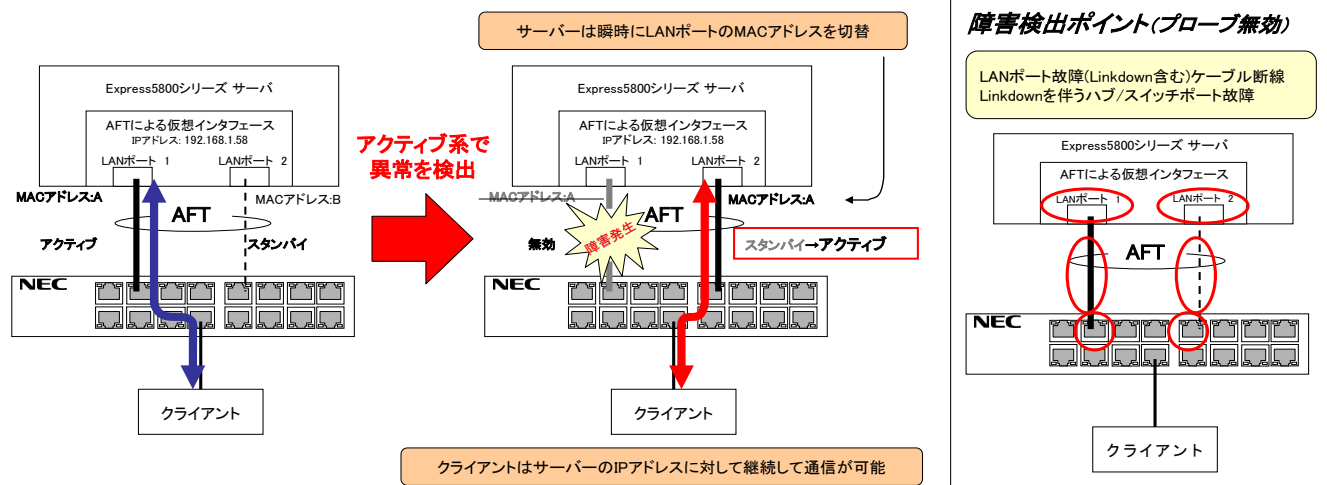 サーバーは瞬時にLANポートのMACアドレスを切替
Express5800シリーズ サーバ
AFTによる仮想インタフェース
IPアドレス: 192.168.1.58
LANポート 1
LANポート 2
MACアドレス:A
MACアドレス:B
AFT
アクティブ
スタンバイ
NEC
クライアント
アクティブ系で
異常を検出
Express5800シリーズ サーバ
AFTによる仮想インタフェース
IPアドレス: 192.168.1.58
LANポート 1
LANポート 2
MACアドレス:A
MACアドレス:A
AFT
無効
障害発生
スタンバイ→アクティブ
NEC
クライアント
クライアントはサーバーのIPアドレスに対して継続して通信が可能
障害検出ポイント(プローブ無効)
LANポート故障(Linkdown含む)ケーブル断線
Linkdownを伴うハブ/スイッチポート故障
Express5800シリーズ サーバ
AFTによる仮想インタフェース
LANポート 1
LANポート 2
AFT
NEC
クライアント